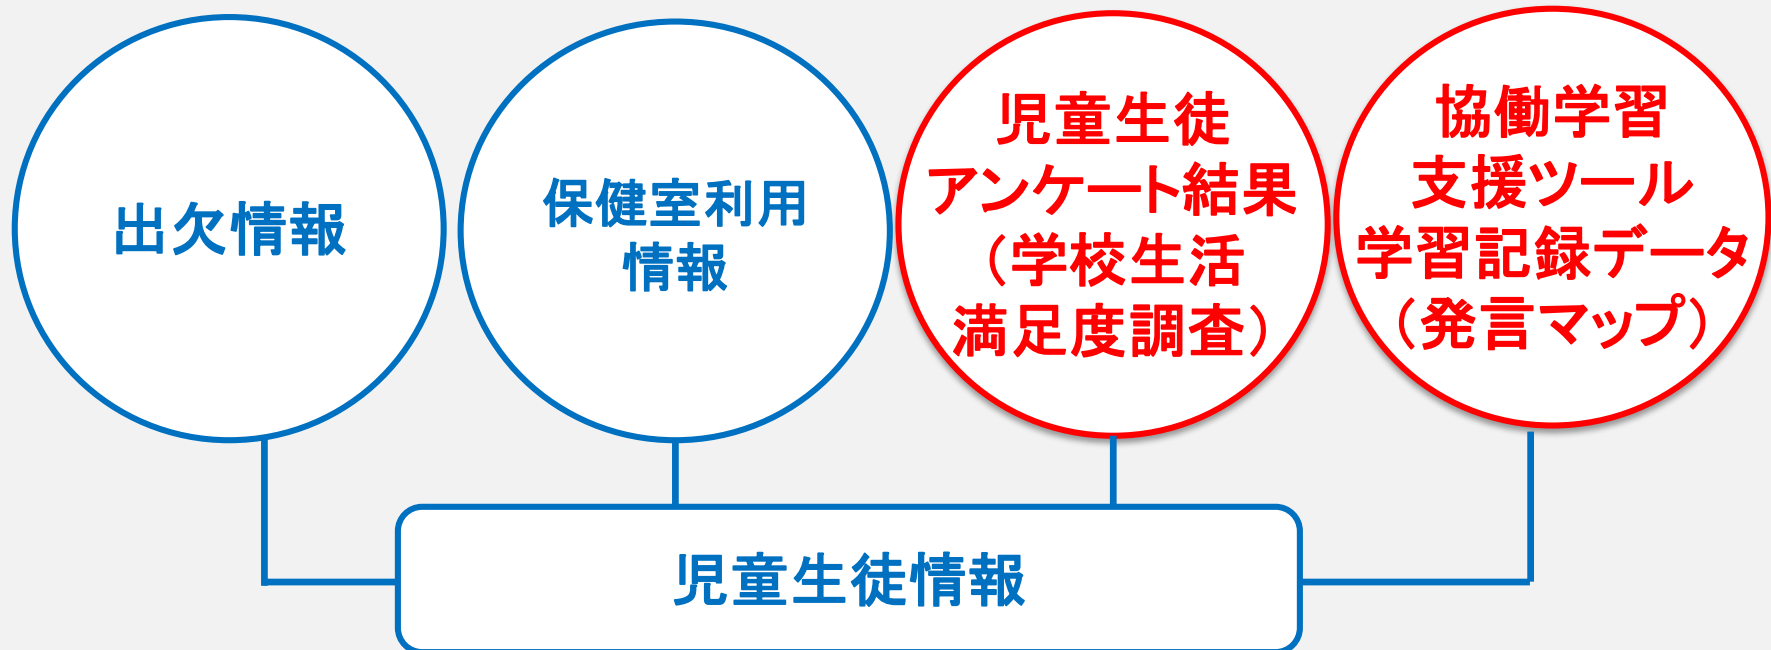 出欠情報
保健室利用
情報
児童生徒
アンケート結果
（学校生活
満足度調査）
協働学習
支援ツール
学習記録データ
（発言マップ）
児童生徒情報